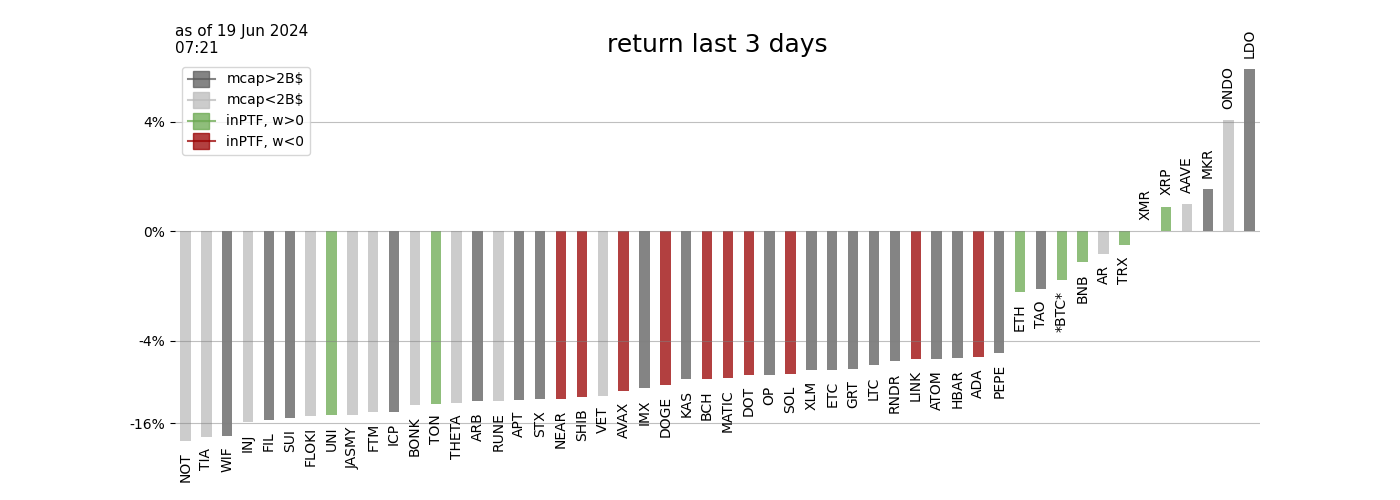 as of 19 Jun 2024
07:21
return last 3 days
mcap>2B$
mcap<2B$
inPTF, w>0
inPTF, w<0
4%
0%
-4%
-16%
NOT
TIA
WIF
INJ
FIL
SUI
FLOKI
UNI
JASMY
FTM
ICP
BONK
TON
THETA
ARB
RUNE
APT
STX
NEAR
SHIB
VET
AVAX
IMX
DOGE
KAS
BCH
MATIC
DOT
OP
SOL
XLM
ETC
GRT
LTC
RNDR
LINK
ATOM
HBAR
ADA
PEPE
ETH
TAO
*BTC*
BNB
AR
TRX
XMR
XRP
AAVE
MKR
ONDO
LDO